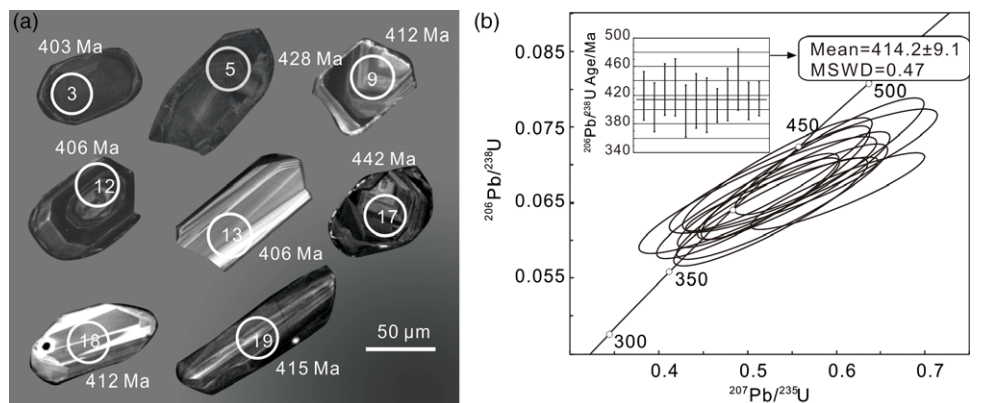 (a)
403 Ma
3
5
428 Ma
412 Ma
9
406 Ma
12
13
406 Ma
442 Ma
17
18
412 Ma
19
415 Ma
50 µm
(b)
²⁰⁶Pb/²³⁸U
0.085
0.075
0.065
0.055
0.4
0.5
0.6
0.7
²⁰⁷Pb/²³⁵U
300
350
450
500
²⁰⁶Pb/²³⁸U Age/Ma
500
460
420
380
340
Mean=414.2±9.1
MSWD=0.47